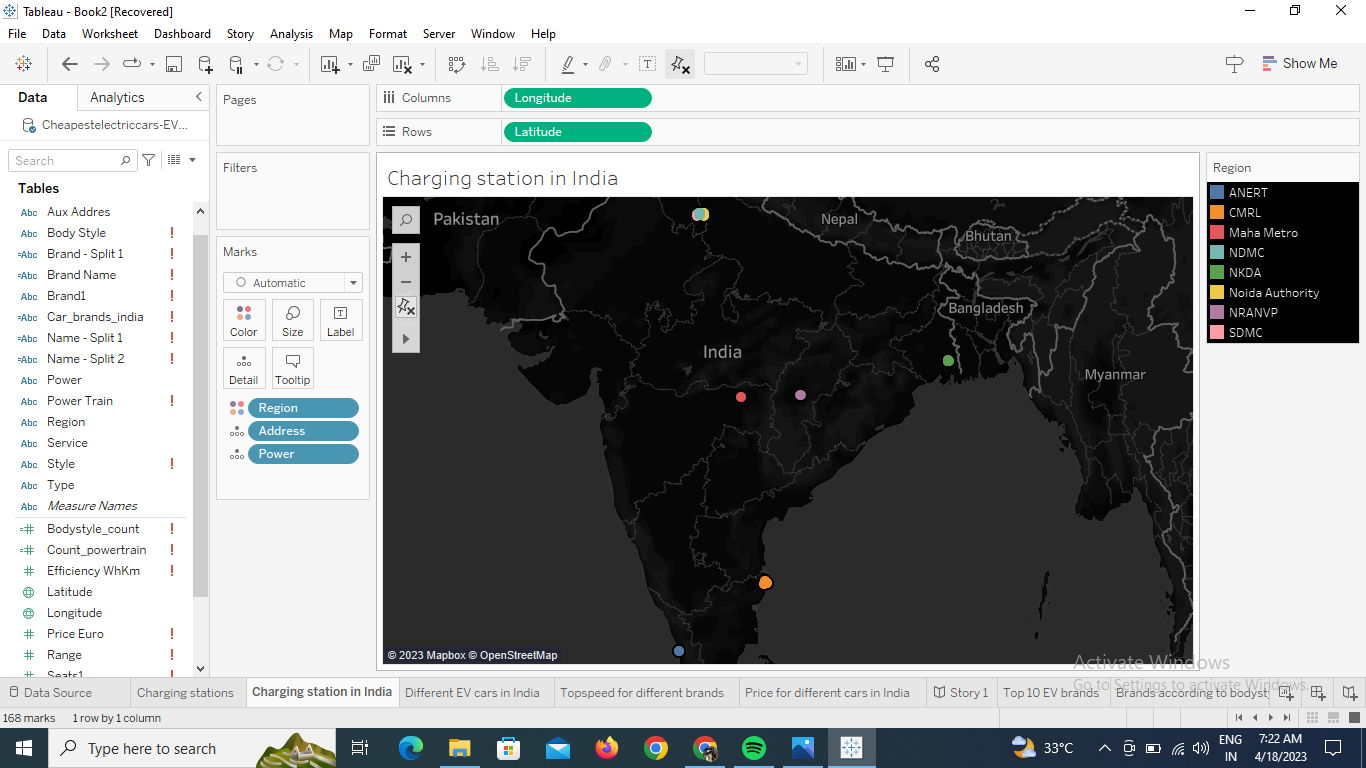 Tableau - Book2 [Recovered]
File Data Worksheet Dashboard Story Analysis Map Format Server Window Help
Show Me
Data Analytics
Cheapestelectriccars-EV...
Search
Tables
Abc Aux Addres
Abc Body Style !
=Abc Brand - Split 1 !
=Abc Brand Name !
Abc Brand1 !
=Abc Car_brands_india !
=Abc Name - Split 1 !
=Abc Name - Split 2 !
Abc Power
Abc Power Train !
Abc Region
Abc Service
Abc Style !
Abc Type
Abc Measure Names
=# Bodystyle_count !
=# Count_powertrain !
# Efficiency WhKm !
Latitude
Longitude
# Price Euro !
# Range !
# Seats1 !
Pages
Filters
Marks
Automatic
Color Size Label
Detail Tooltip
Region
Address
Power
Columns Longitude
Rows Latitude
Charging station in India
Pakistan
Nepal
Bhutan
Bangladesh
India
Myanmar
© 2023 Mapbox © OpenStreetMap
Region
ANERT
CMRL
Maha Metro
NDMC
NKDA
Noida Authority
NRANVP
SDMC
Activate Windows
Go to Settings to activate Windows.
Data Source Charging stations Charging station in India Different EV cars in India Topspeed for different brands Price for different cars in India Story 1 Top 10 EV brands Brands according to bodyst
168 marks 1 row by 1 column
Type here to search
33°C
ENG
IN
7:22 AM
4/18/2023